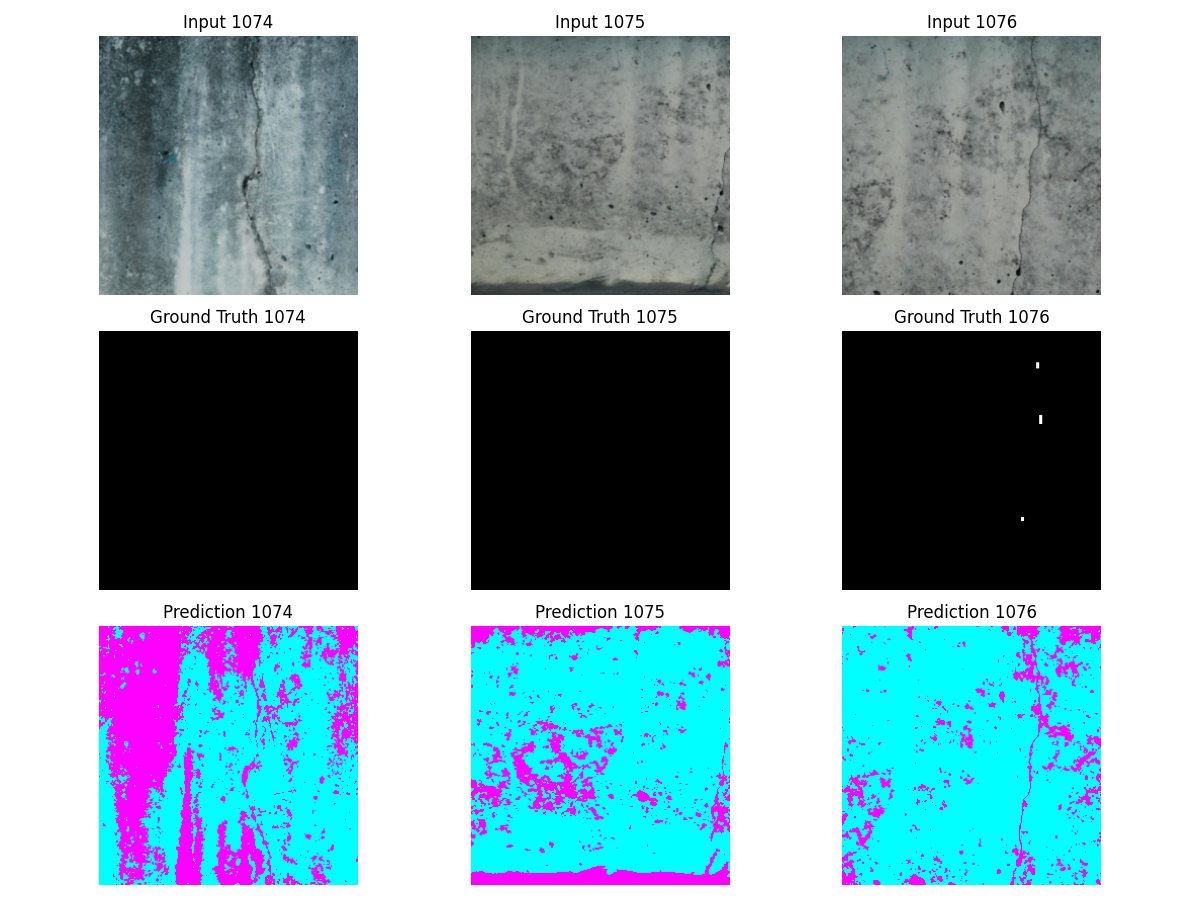 Input 1074
Input 1075
Input 1076
Ground Truth 1074
Ground Truth 1075
Ground Truth 1076
Prediction 1074
Prediction 1075
Prediction 1076